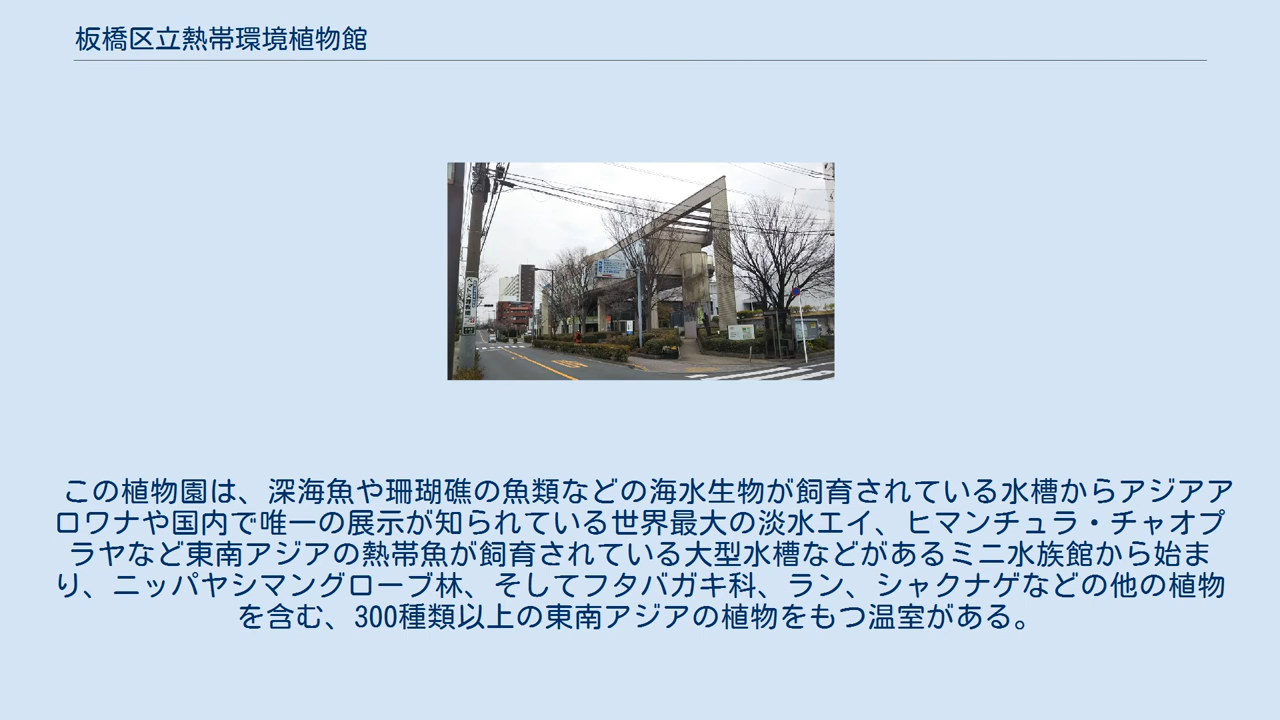 板橋区立熱帯環境植物館
この植物園は、深海魚や珊瑚礁の魚類などの海水生物が飼育されている水槽からアジアア
ロワナや国内で唯一の展示が知られている世界最大の淡水エイ、ヒマンチュラ・チャオプ
ラヤなど東南アジアの熱帯魚が飼育されている大型水槽などがあるミニ水族館から始ま
り、ニッパヤシマングローブ林、そしてフタバガキ科、ラン、シャクナゲなどの他の植物
を含む、300種類以上の東南アジアの植物をもつ温室がある。